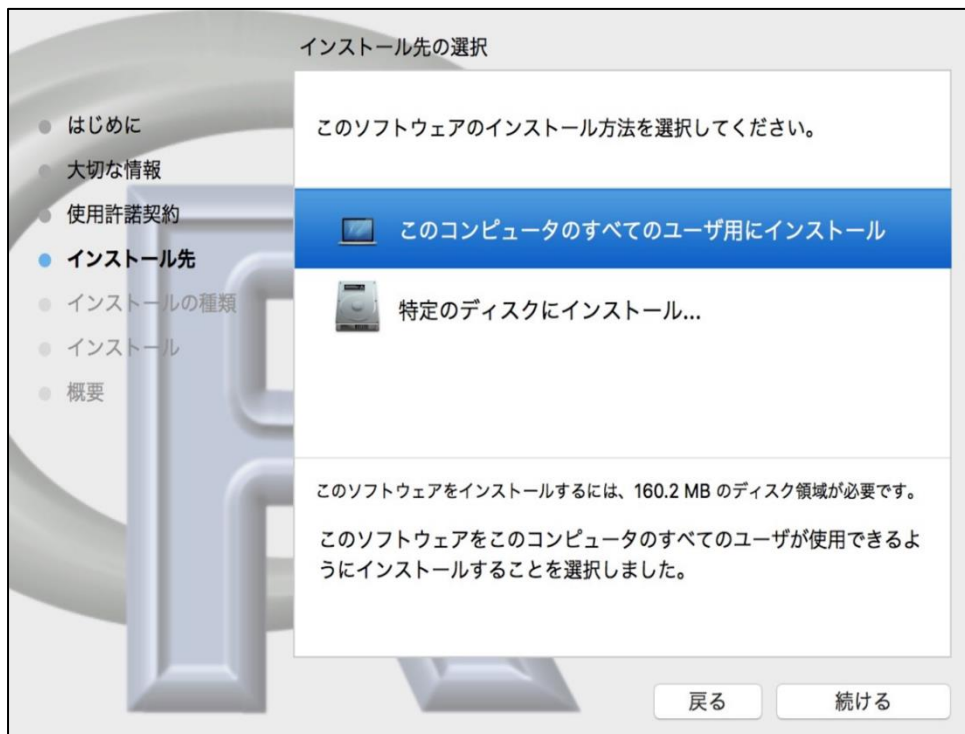 インストール先の選択
はじめに
大切な情報
使用許諾契約
インストール先
インストールの種類
インストール
概要
このソフトウェアのインストール方法を選択してください。
このコンピュータのすべてのユーザ用にインストール
特定のディスクにインストール...
このソフトウェアをインストールするには、160.2 MB のディスク領域が必要です。
このソフトウェアをこのコンピュータのすべてのユーザが使用できるよ
うにインストールすることを選択しました。
戻る
続ける